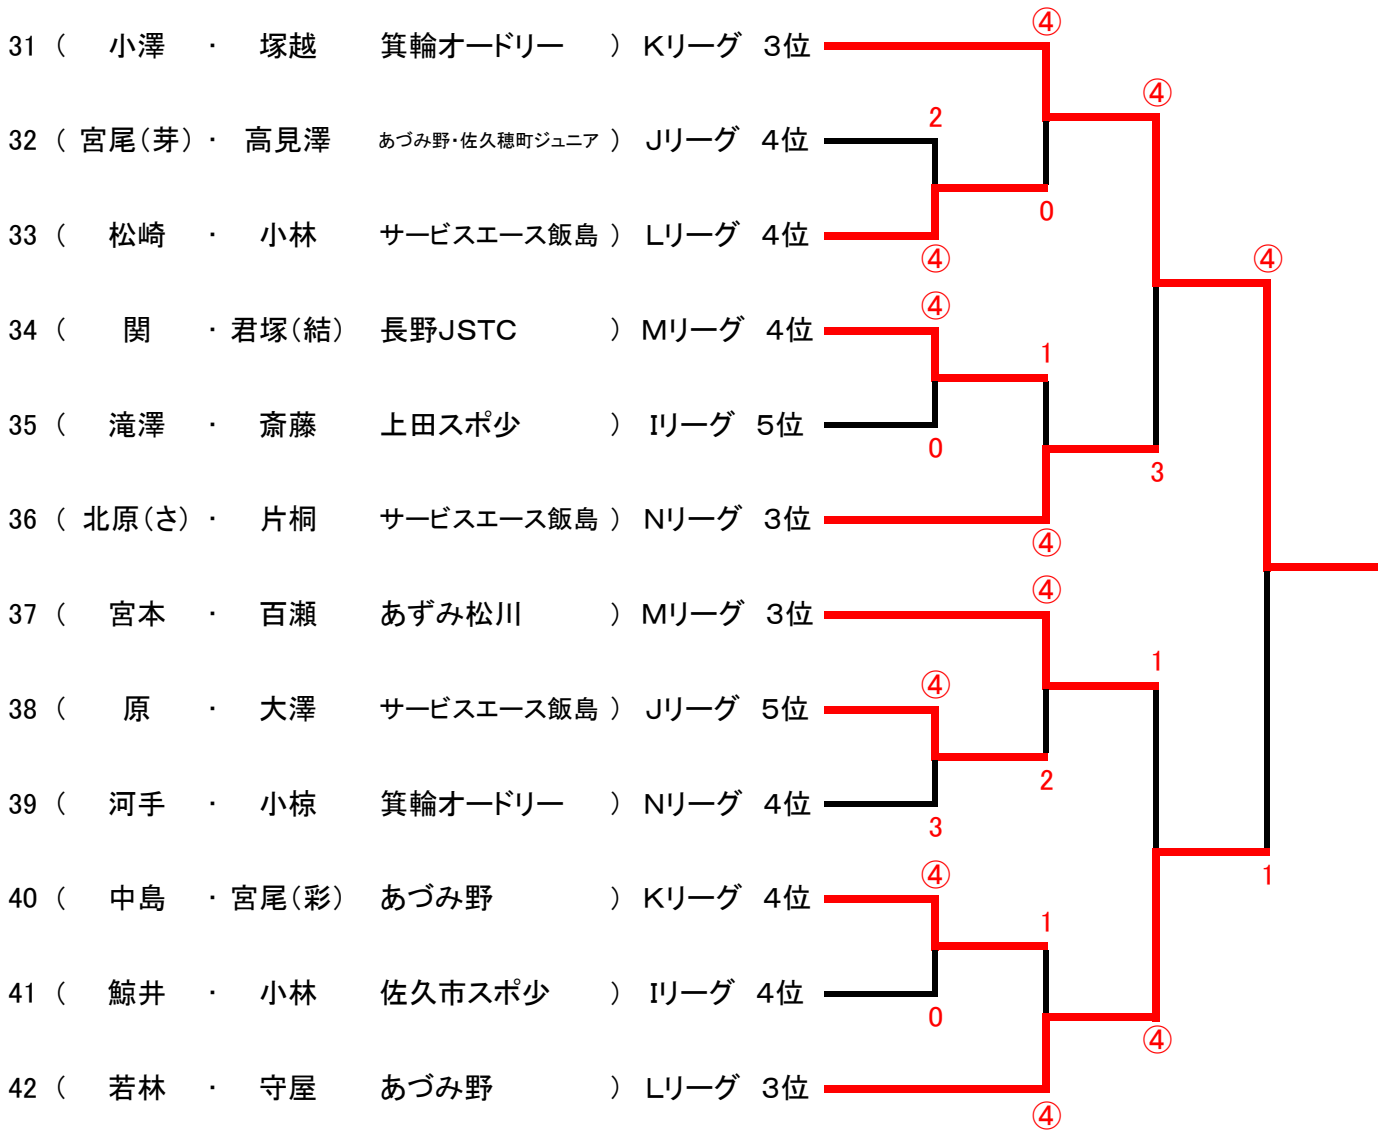 ④
31 ( 小澤 ・ 塚越 箕輪オードリー ) Kリーグ 3位
④
2
32 ( 宮尾(芽) ・ 高見澤 あづみ野・佐久穂町ジュニア ) Jリーグ 4位
0
33 ( 松崎 ・ 小林 サービスエース飯島 ) Lリーグ 4位
④ ④
④
34 ( 関 ・ 君塚(結) 長野JSTC ) Mリーグ 4位
1
35 ( 滝澤 ・ 斎藤 上田スポ少 ) Iリーグ 5位
0
3
36 ( 北原(さ) ・ 片桐 サービスエース飯島 ) Nリーグ 3位
④
④
37 ( 宮本 ・ 百瀬 あずみ松川 ) Mリーグ 3位
1
④
38 ( 原 ・ 大澤 サービスエース飯島 ) Jリーグ 5位
2
39 ( 河手 ・ 小椋 箕輪オードリー ) Nリーグ 4位
3
④ 1
40 ( 中島 ・ 宮尾(彩) あづみ野 ) Kリーグ 4位
1
41 ( 鯨井 ・ 小林 佐久市スポ少 ) Iリーグ 4位
0
④
42 ( 若林 ・ 守屋 あづみ野 ) Lリーグ 3位
④